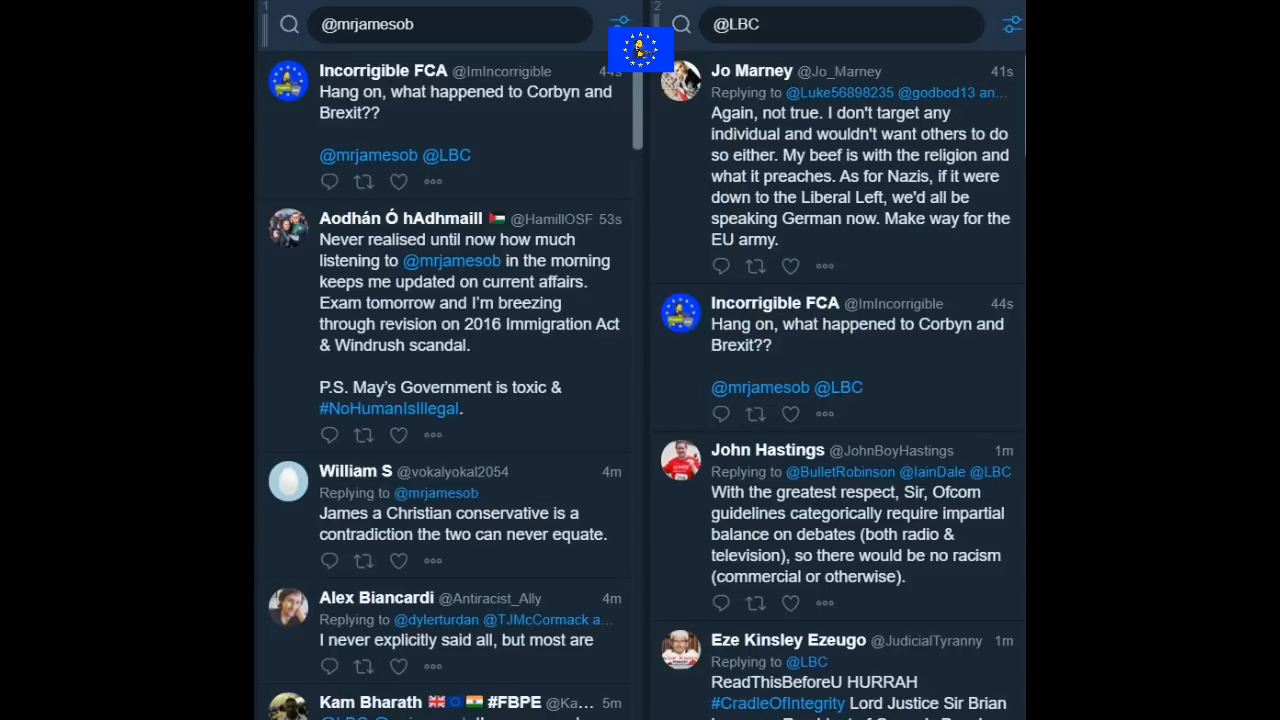 1
@mrjamesob
Incorrigible FCA @ImIncorrigible 44s
Hang on, what happened to Corbyn and
Brexit??
@mrjamesob @LBC
Aodhán Ó hAdhmaill 🇵🇸 @HamillOSF 53s
Never realised until now how much
listening to @mrjamesob in the morning
keeps me updated on current affairs.
Exam tomorrow and I'm breezing
through revision on 2016 Immigration Act
& Windrush scandal.
P.S. May's Government is toxic &
#NoHumanIsIllegal.
William S @vokalyokal2054 4m
Replying to @mrjamesob
James a Christian conservative is a
contradiction the two can never equate.
Alex Biancardi @Antiracist_Ally 4m
Replying to @dylerturdan @TJMcCormack a...
I never explicitly said all, but most are
Kam Bharath 🇬🇧🇪🇺🇮🇳 #FBPE @Ka... 5m
2
@LBC
Jo Marney @Jo_Marney 41s
Replying to @Luke56898235 @godbod13 an...
Again, not true. I don't target any
individual and wouldn't want others to do
so either. My beef is with the religion and
what it preaches. As for Nazis, if it were
down to the Liberal Left, we'd all be
speaking German now. Make way for the
EU army.
Incorrigible FCA @ImIncorrigible 44s
Hang on, what happened to Corbyn and
Brexit??
@mrjamesob @LBC
John Hastings @JohnBoyHastings 1m
Replying to @BulletRobinson @IainDale @LBC
With the greatest respect, Sir, Ofcom
guidelines categorically require impartial
balance on debates (both radio &
television), so there would be no racism
(commercial or otherwise).
Eze Kinsley Ezeugo @JudicialTyranny 1m
Replying to @LBC
ReadThisBeforeU HURRAH
#CradleOfIntegrity Lord Justice Sir Brian